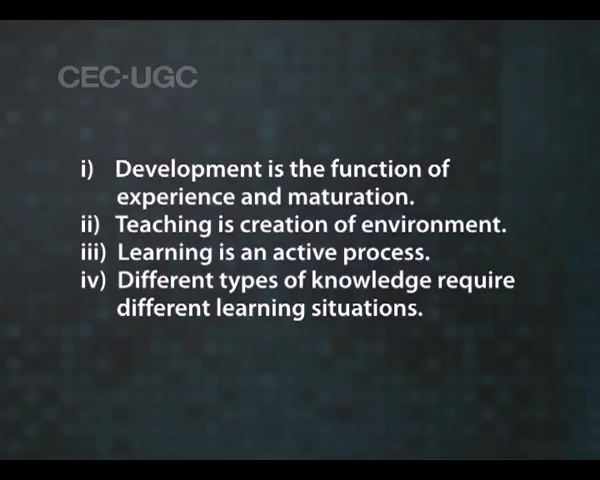 CEC-UGC
i) Development is the function of
experience and maturation.
ii) Teaching is creation of environment.
iii) Learning is an active process.
iv) Different types of knowledge require
different learning situations.